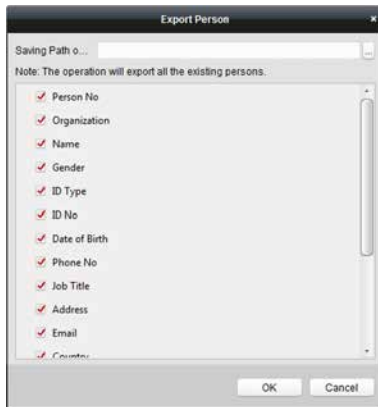 Export Person
×
Saving Path o... ...
Note: The operation will export all the existing persons.
Person No
Organization
Name
Gender
ID Type
ID No
Date of Birth
Phone No
Job Title
Address
Email
Country
OK Cancel